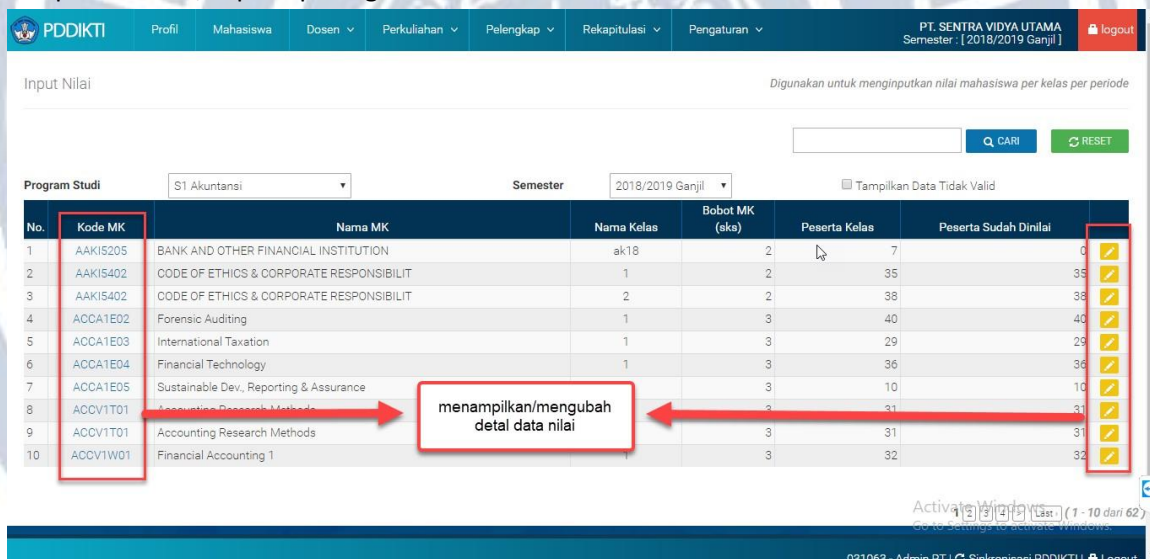 PDDIKTI Profil Mahasiswa Dosen Perkuliahan Pelengkap Rekapitulasi Pengaturan PT. SENTRA VIDYA UTAMA logout
Semester : [ 2018/2019 Ganjil ]
Input Nilai Digunakan untuk menginputkan nilai mahasiswa per kelas per periode
CARI RESET
Program Studi S1 Akuntansi Semester 2018/2019 Ganjil Tampilkan Data Tidak Valid
No. Kode MK Nama MK Nama Kelas Bobot MK (sks) Peserta Kelas Peserta Sudah Dinilai
1 AAKI5205 BANK AND OTHER FINANCIAL INSTITUTION ak18 2 7 0
2 AAKI5402 CODE OF ETHICS & CORPORATE RESPONSIBILIT 1 2 35 35
3 AAKI5402 CODE OF ETHICS & CORPORATE RESPONSIBILIT 2 2 38 38
4 ACCA1E02 Forensic Auditing 1 3 40 40
5 ACCA1E03 International Taxation 1 3 29 29
6 ACCA1E04 Financial Technology 1 3 36 36
7 ACCA1E05 Sustainable Dev., Reporting & Assurance 3 10 10
8 ACCV1T01 Accounting Research Methods 3 31 31
9 ACCV1T01 Accounting Research Methods 3 31 31
10 ACCV1W01 Financial Accounting 1 1 3 32 32
menampilkan/mengubah
detal data nilai
Activate Windows
1 2 3 4 > Last› ( 1 - 10 dari 62 )
Go to Settings to activate Windows.
031063 - Admin PT | Sinkronisasi PDDIKTI | Logout